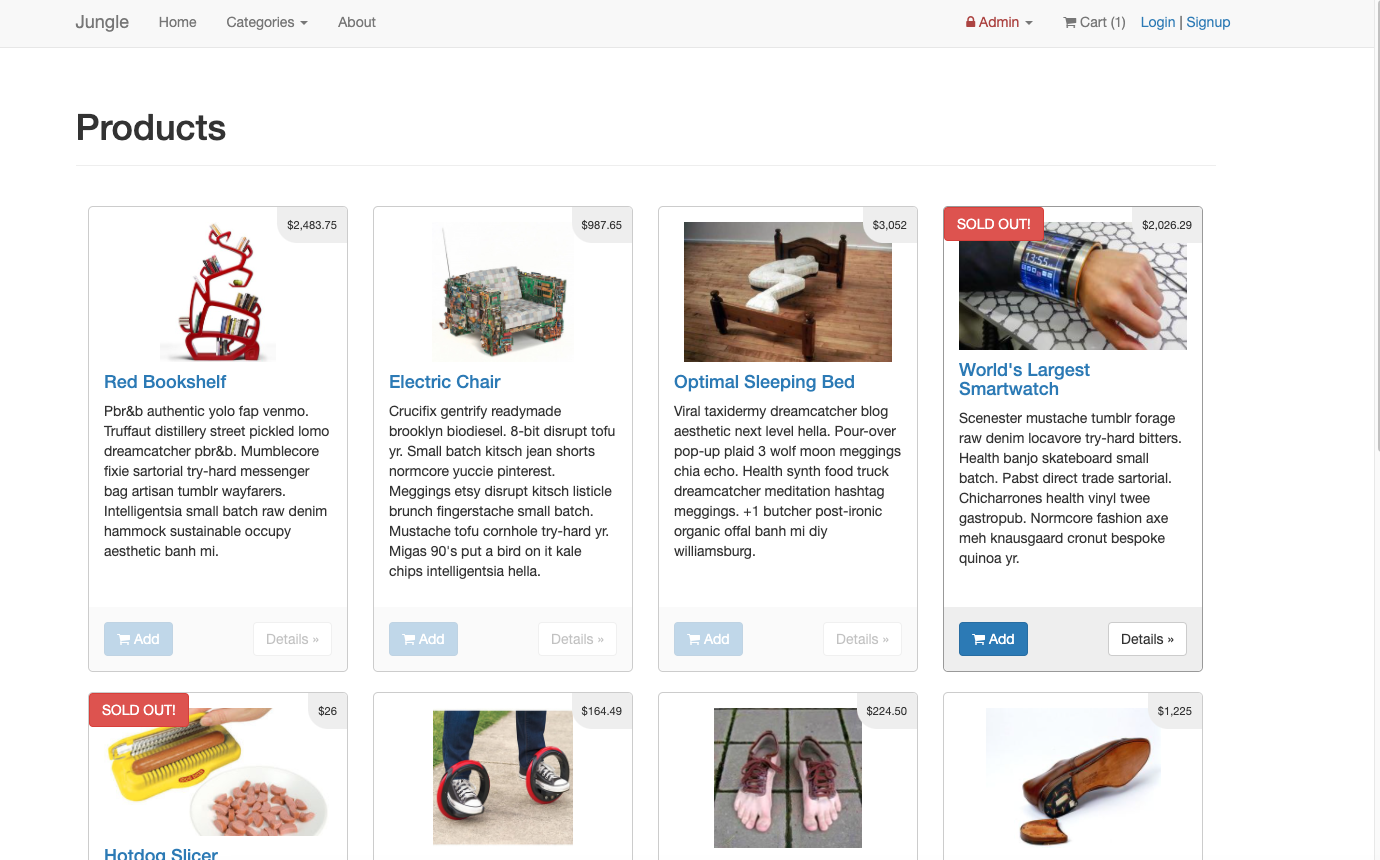 Jungle Home Categories About Admin Cart (1) Login | Signup
Products
$2,483.75
Red Bookshelf
Pbr&b authentic yolo fap venmo.
Truffaut distillery street pickled lomo
dreamcatcher pbr&b. Mumblecore
fixie sartorial try-hard messenger
bag artisan tumblr wayfarers.
Intelligentsia small batch raw denim
hammock sustainable occupy
aesthetic banh mi.
Add Details »
$987.65
Electric Chair
Crucifix gentrify readymade
brooklyn biodiesel. 8-bit disrupt tofu
yr. Small batch kitsch jean shorts
normcore yuccie pinterest.
Meggings etsy disrupt kitsch listicle
brunch fingerstache small batch.
Mustache tofu cornhole try-hard yr.
Migas 90's put a bird on it kale
chips intelligentsia hella.
Add Details »
$3,052
Optimal Sleeping Bed
Viral taxidermy dreamcatcher blog
aesthetic next level hella. Pour-over
pop-up plaid 3 wolf moon meggings
chia echo. Health synth food truck
dreamcatcher meditation hashtag
meggings. +1 butcher post-ironic
organic offal banh mi diy
williamsburg.
Add Details »
SOLD OUT! $2,026.29
13:55
World's Largest
Smartwatch
Scenester mustache tumblr forage
raw denim locavore try-hard bitters.
Health banjo skateboard small
batch. Pabst direct trade sartorial.
Chicharrones health vinyl twee
gastropub. Normcore fashion axe
meh knausgaard cronut bespoke
quinoa yr.
Add Details »
SOLD OUT! $26
Hotdog Slicer
$164.49
$224.50
$1,225